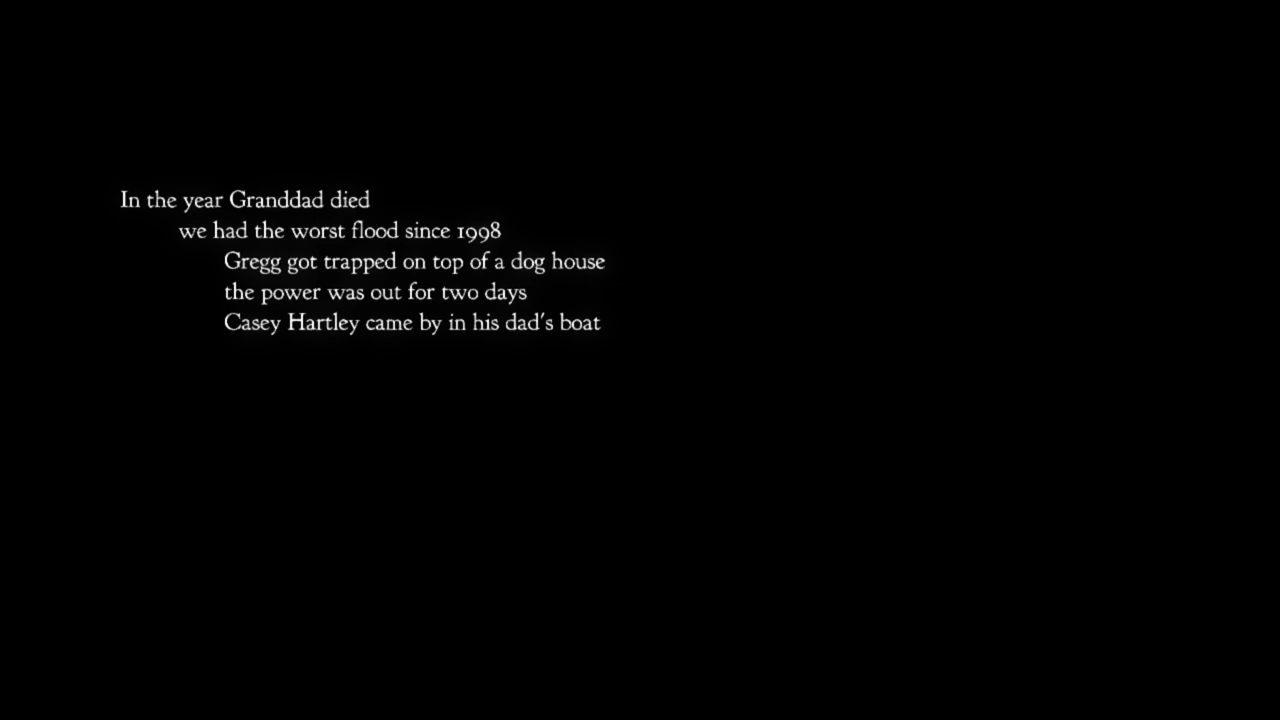 In the year Granddad died
we had the worst flood since 1998
Gregg got trapped on top of a dog house
the power was out for two days
Casey Hartley came by in his dad's boat